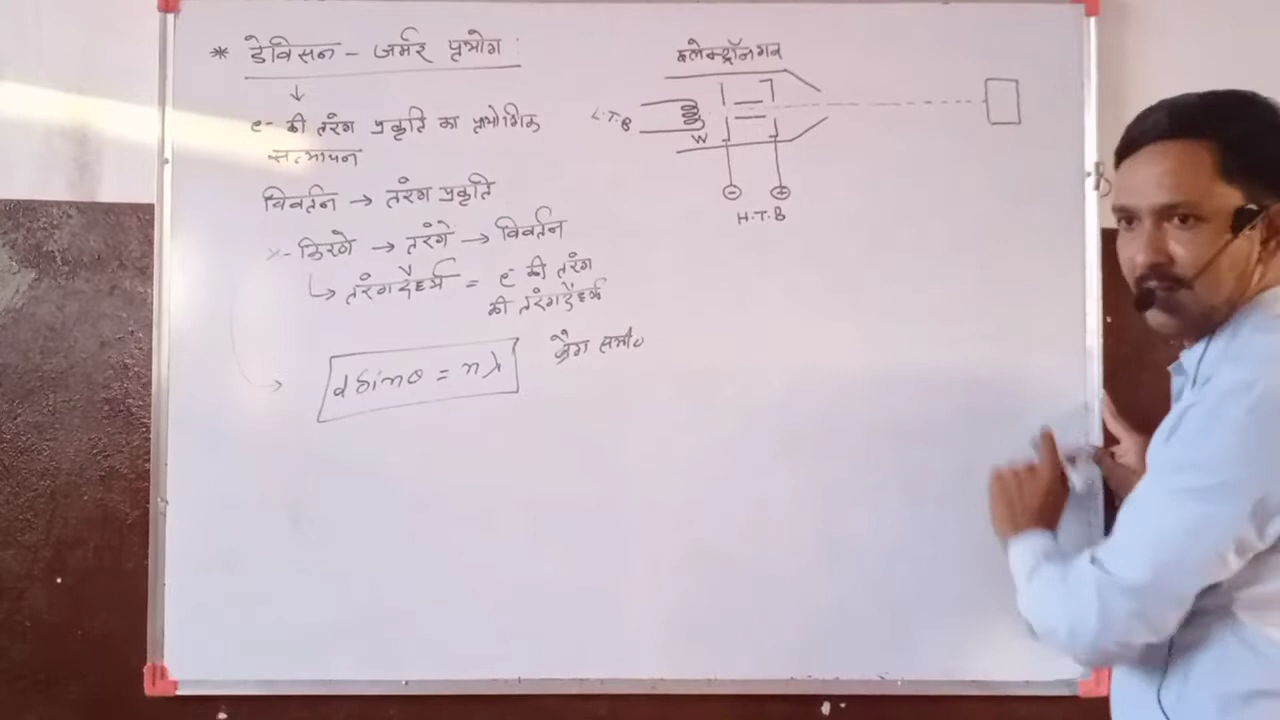 * डेविसन - जर्मर प्रयोग
e⁻ की तरंग प्रकृति का प्रायोगिक
सत्यापन
विवर्तन → तरंग प्रकृति
x- किरणे → तरंगे → विवर्तन
↳ तरंगदैर्ध्य = e⁻ की तरंग
की तरंगदैर्ध्य
d sinθ = nλ
ब्रैग समी०
इलेक्ट्रॉनगन
L.T.B
W
- +
H.T.B